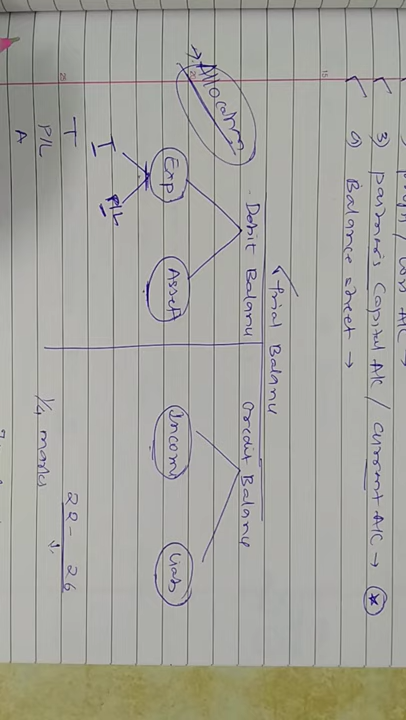 3) partner's Capital A/C / Current A/C →
4) Balance sheet →
Trial Balance
→ Allocation
- Debit Balance
Credit Balance
Exp
Asset
Income
Liab
I
P/L
T
P/L
A
1/4 marks
22 - 26